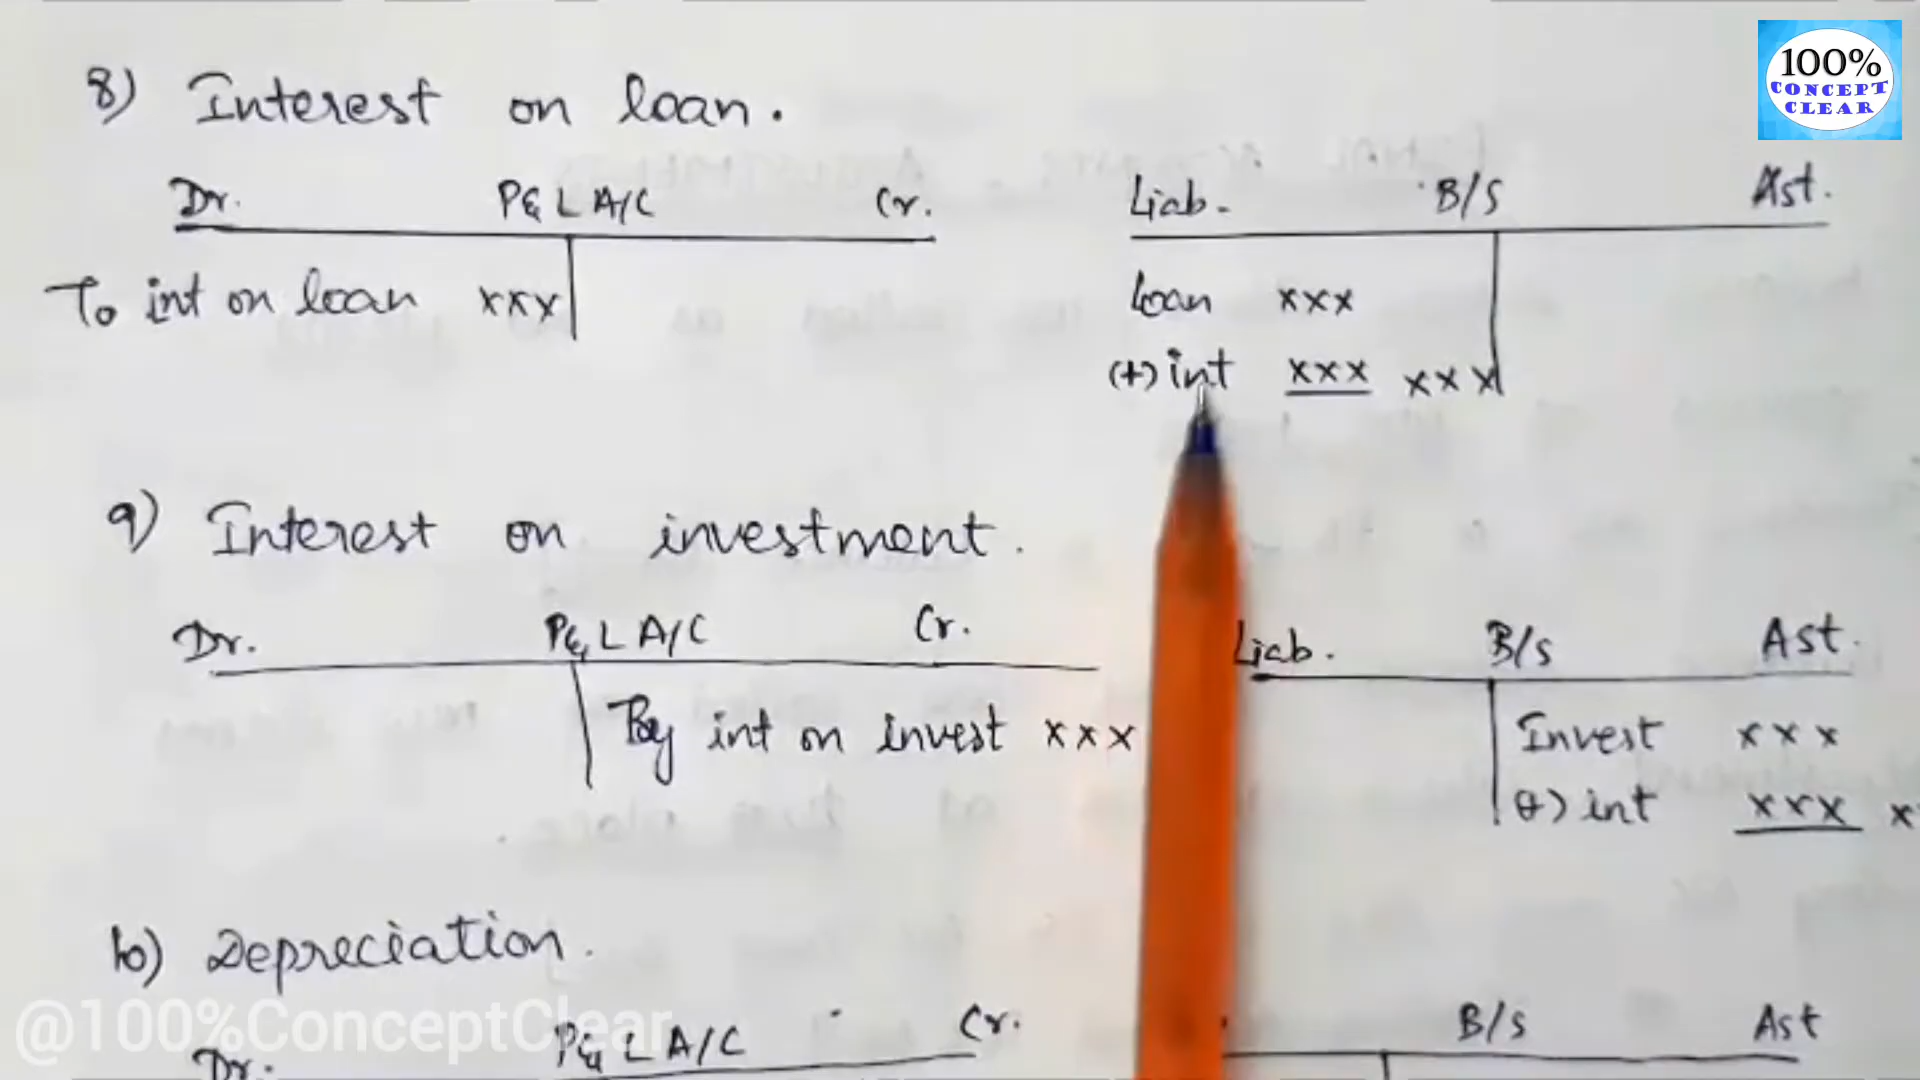 100%
CONCEPT
CLEAR
8) Interest on loan.
Dr. P& L A/C Cr.
To int on loan xxx
Liab. B/S Ast.
Loan xxx
(+) int xxx xxx
9) Interest on investment.
Dr. P& L A/C Cr.
By int on invest xxx
Liab. B/S Ast.
Invest xxx
(+) int xxx x
10) Depreciation.
Dr. P& L A/C Cr.
B/S Ast
@100%ConceptClear